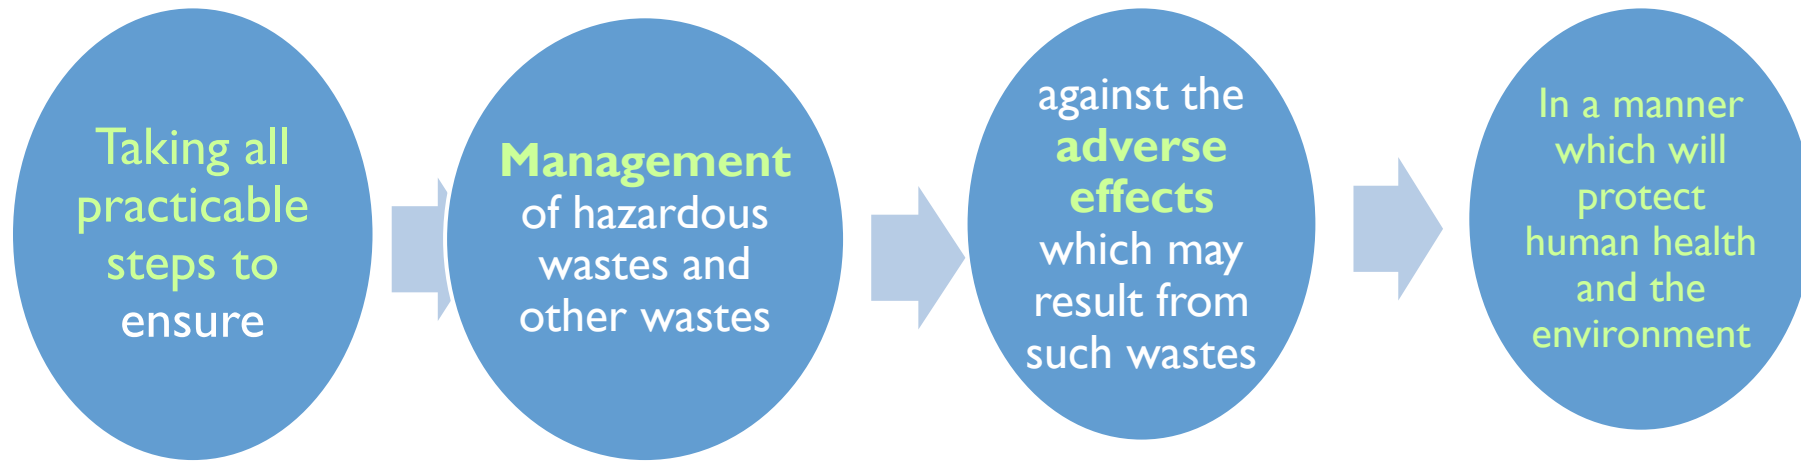 Taking all
practicable
steps to
ensure
Management
of hazardous
wastes and
other wastes
against the
adverse
effects
which may
result from
such wastes
In a manner
which will
protect
human health
and the
environment